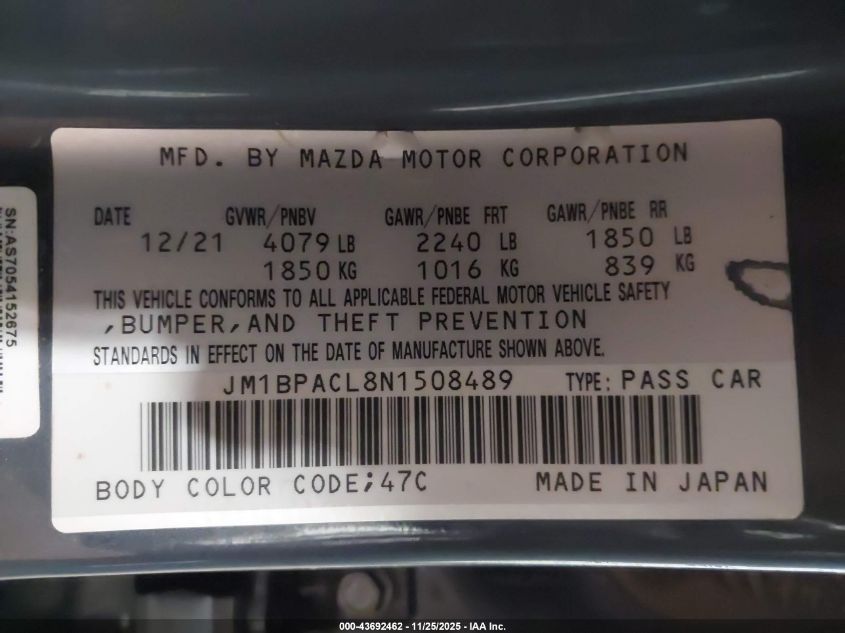 MFD. BY MAZDA MOTOR CORPORATION
DATE GVWR/PNBV GAWR/PNBE FRT GAWR/PNBE RR
12/21 4079 LB 2240 LB 1850 LB
1850 KG 1016 KG 839 KG
THIS VEHICLE CONFORMS TO ALL APPLICABLE FEDERAL MOTOR VEHICLE SAFETY
,BUMPER,AND THEFT PREVENTION
STANDARDS IN EFFECT ON THE DATE OF MANUFACTURE SHOWN ABOVE.
JM1BPACL8N1508489 TYPE: PASS CAR
BODY COLOR CODE;47C MADE IN JAPAN
SN:AS7054152675
000-43692462 - 11/25/2025 - IAA Inc.